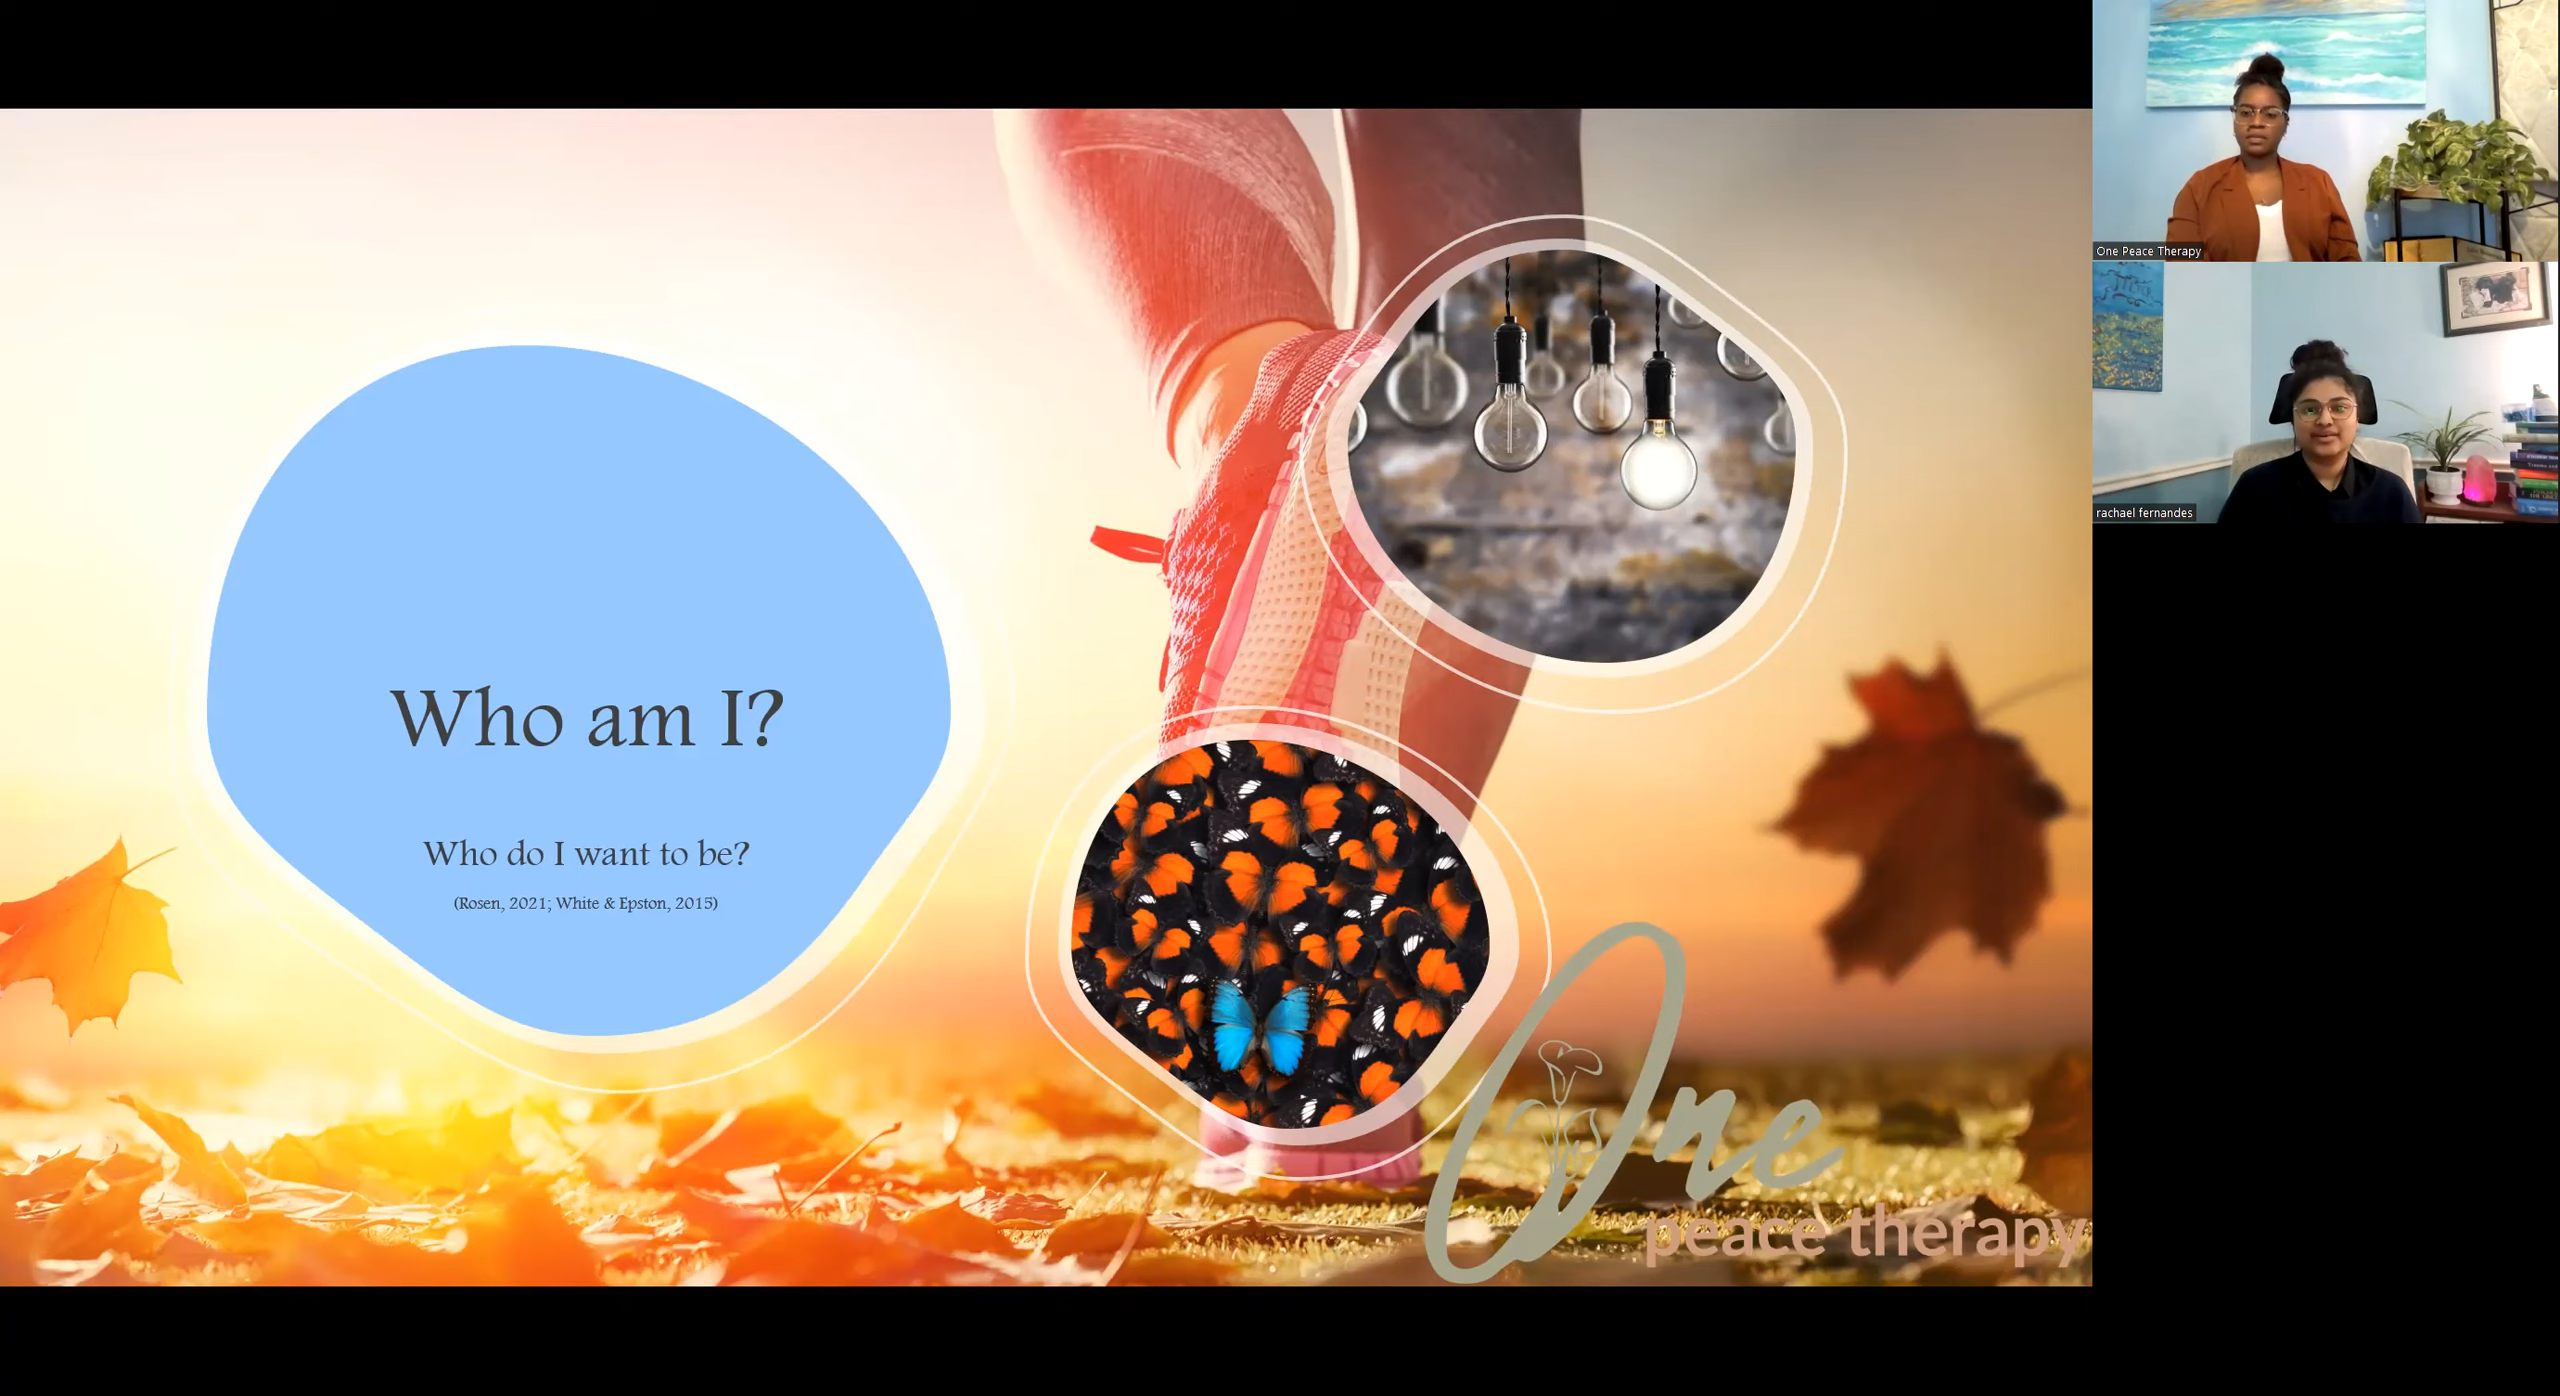 Who am I?
Who do I want to be?
(Rosen, 2021; White & Epston, 2015)
One
peace therapy
One Peace Therapy
rachael fernandes